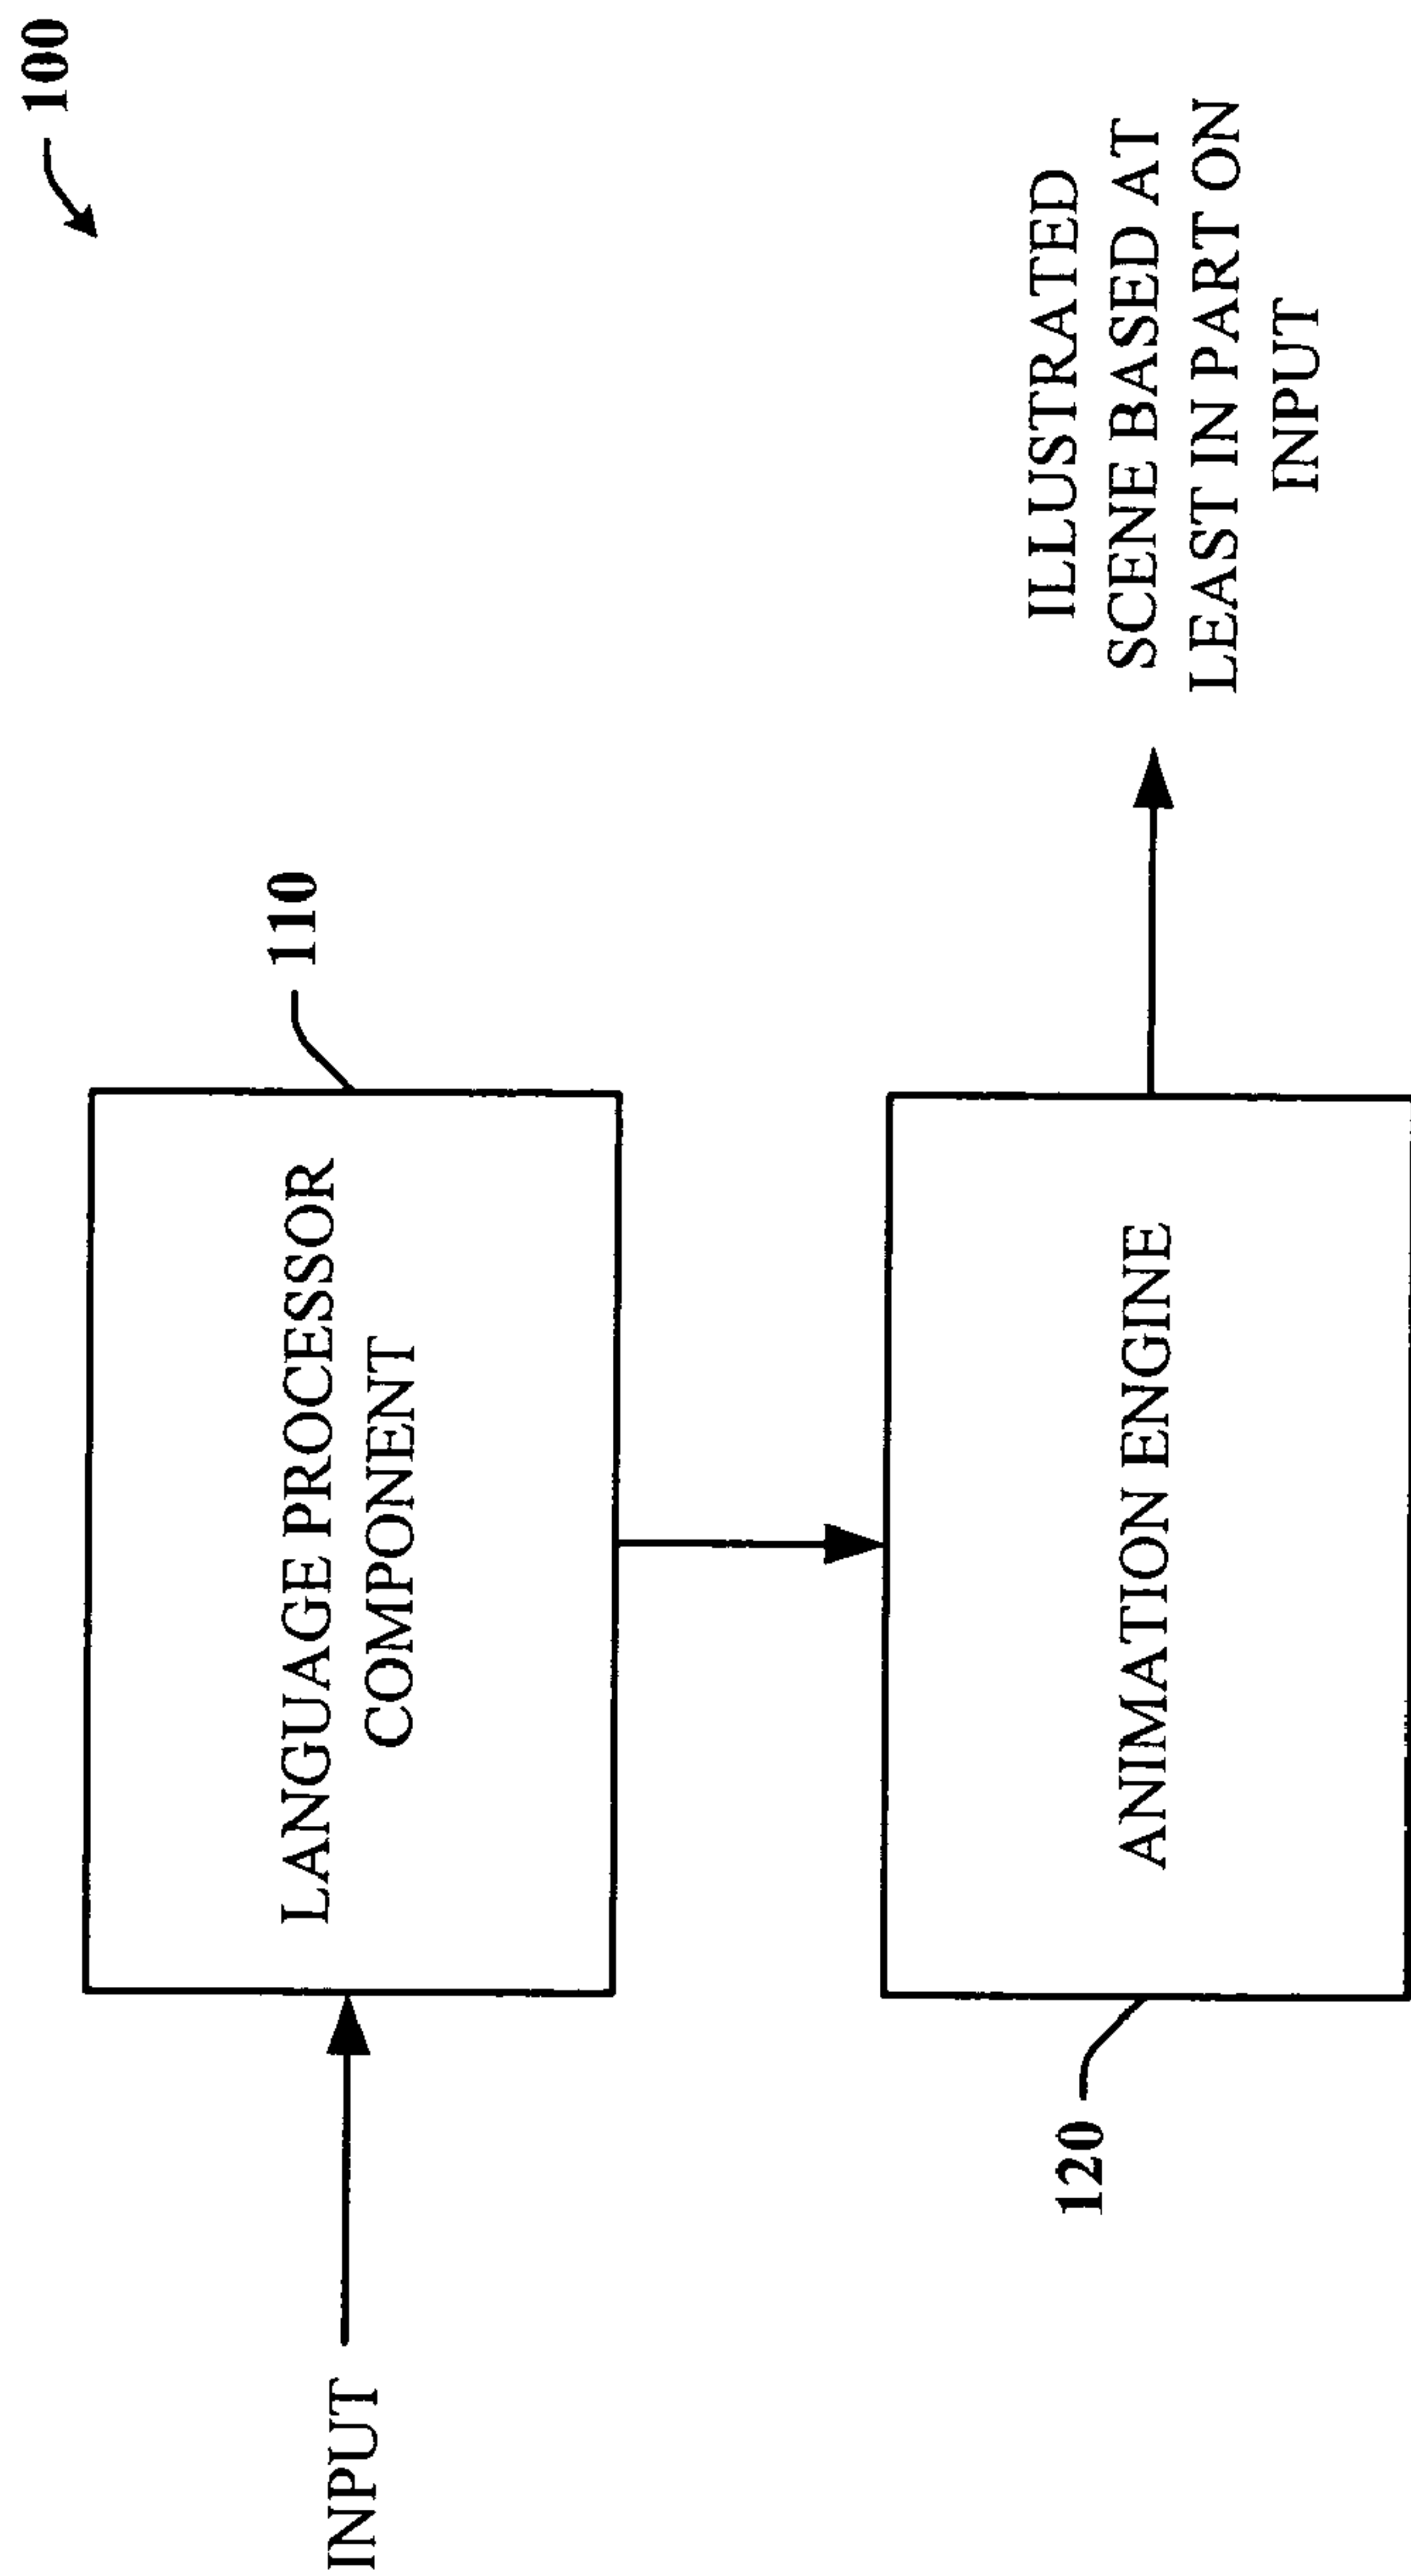 100
110
INPUT
LANGUAGE PROCESSOR
COMPONENT
120
ANIMATION ENGINE
ILLUSTRATED
SCENE BASED AT
LEAST IN PART ON
INPUT